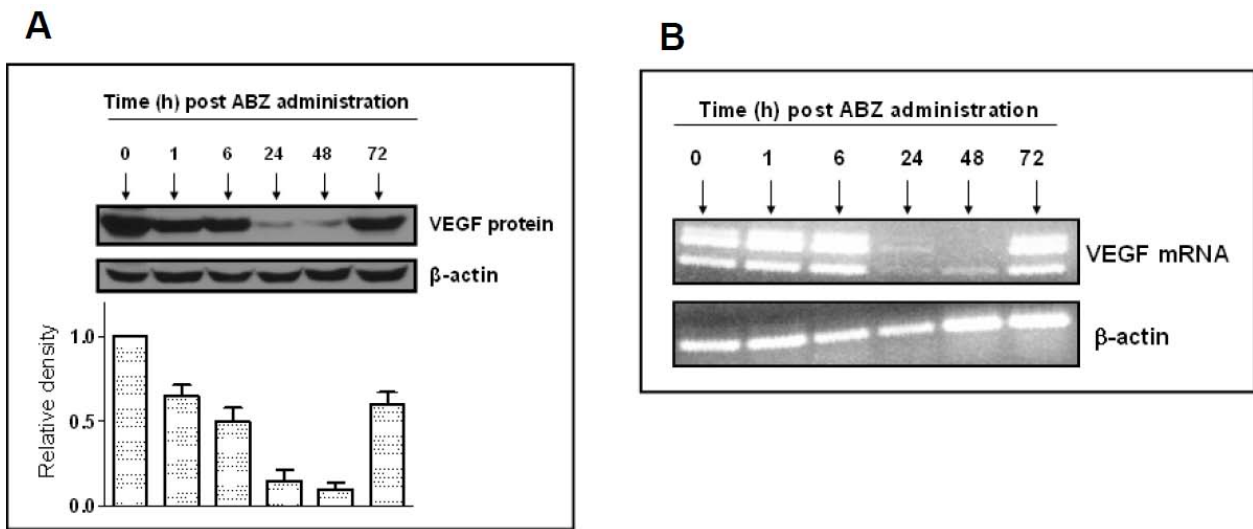 A
Time (h) post ABZ administration
0 1 6 24 48 72
VEGF protein
β-actin
1.0
0.5
0.0
Relative density
B
Time (h) post ABZ administration
0 1 6 24 48 72
VEGF mRNA
β-actin